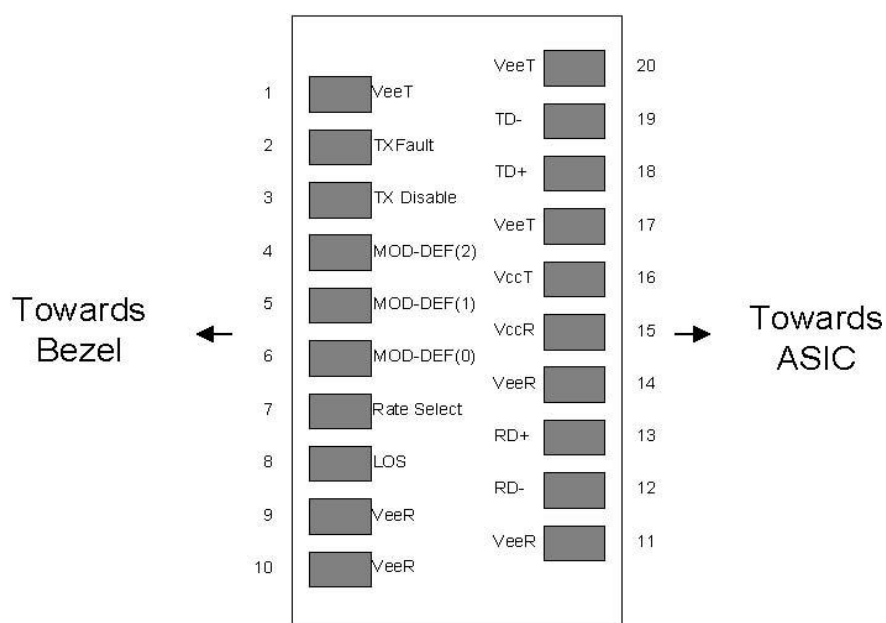 VeeT 20
1 VeeT
TD- 19
2 TXFault
TD+ 18
3 TX Disable
VeeT 17
4 MOD-DEF(2)
VccT 16
5 MOD-DEF(1)
Towards
Bezel
VccR 15
Towards
ASIC
6 MOD-DEF(0)
VeeR 14
7 Rate Select
RD+ 13
8 LOS
RD- 12
9 VeeR
VeeR 11
10 VeeR